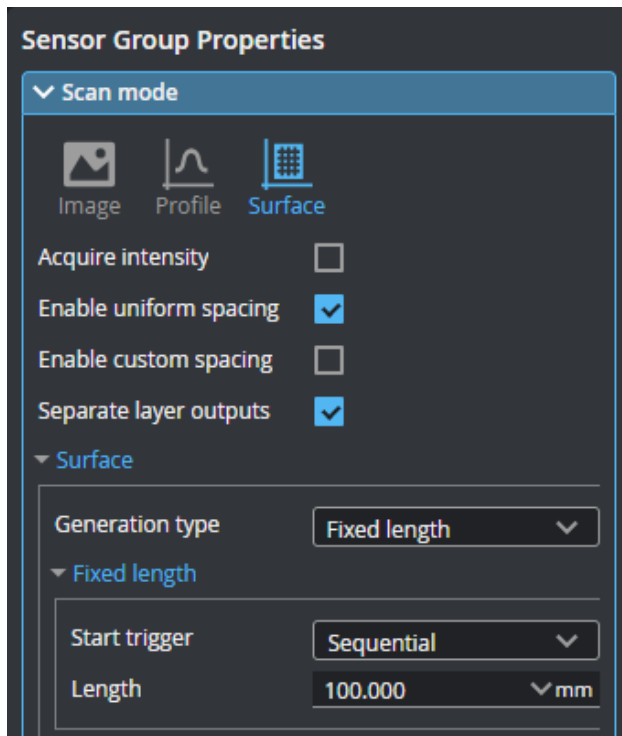 Sensor Group Properties
Scan mode
Image Profile Surface
Acquire intensity
Enable uniform spacing
Enable custom spacing
Separate layer outputs
Surface
Generation type Fixed length
Fixed length
Start trigger Sequential
Length 100.000 mm